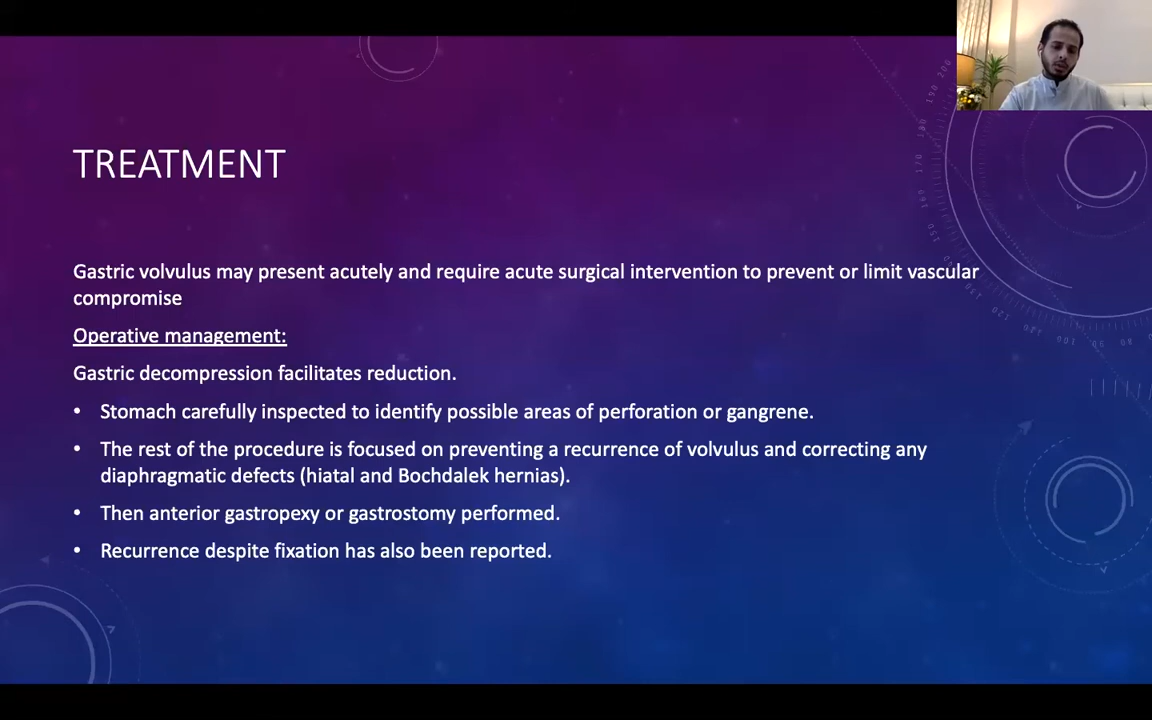 TREATMENT
Gastric volvulus may present acutely and require acute surgical intervention to prevent or limit vascular
compromise
Operative management:
Gastric decompression facilitates reduction.
• Stomach carefully inspected to identify possible areas of perforation or gangrene.
• The rest of the procedure is focused on preventing a recurrence of volvulus and correcting any
diaphragmatic defects (hiatal and Bochdalek hernias).
• Then anterior gastropexy or gastrostomy performed.
• Recurrence despite fixation has also been reported.